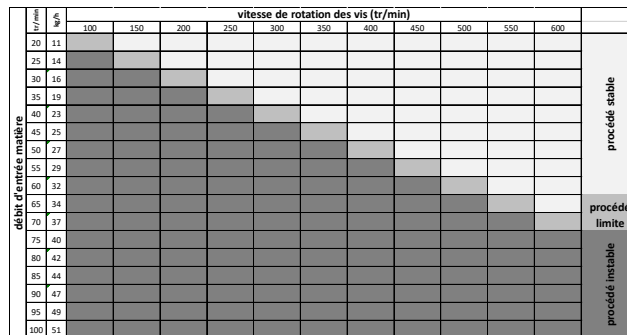 vitesse de rotation des vis (tr/min)
tr/min kg/h 100 150 200 250 300 350 400 450 500 550 600
débit d'entrée matière
20 11
25 14
30 16
35 19
40 23
45 25
50 27
55 29
60 32
65 34
70 37
75 40
80 42
85 44
90 47
95 49
100 51
procédé stable
procédé
limite
procédé instable